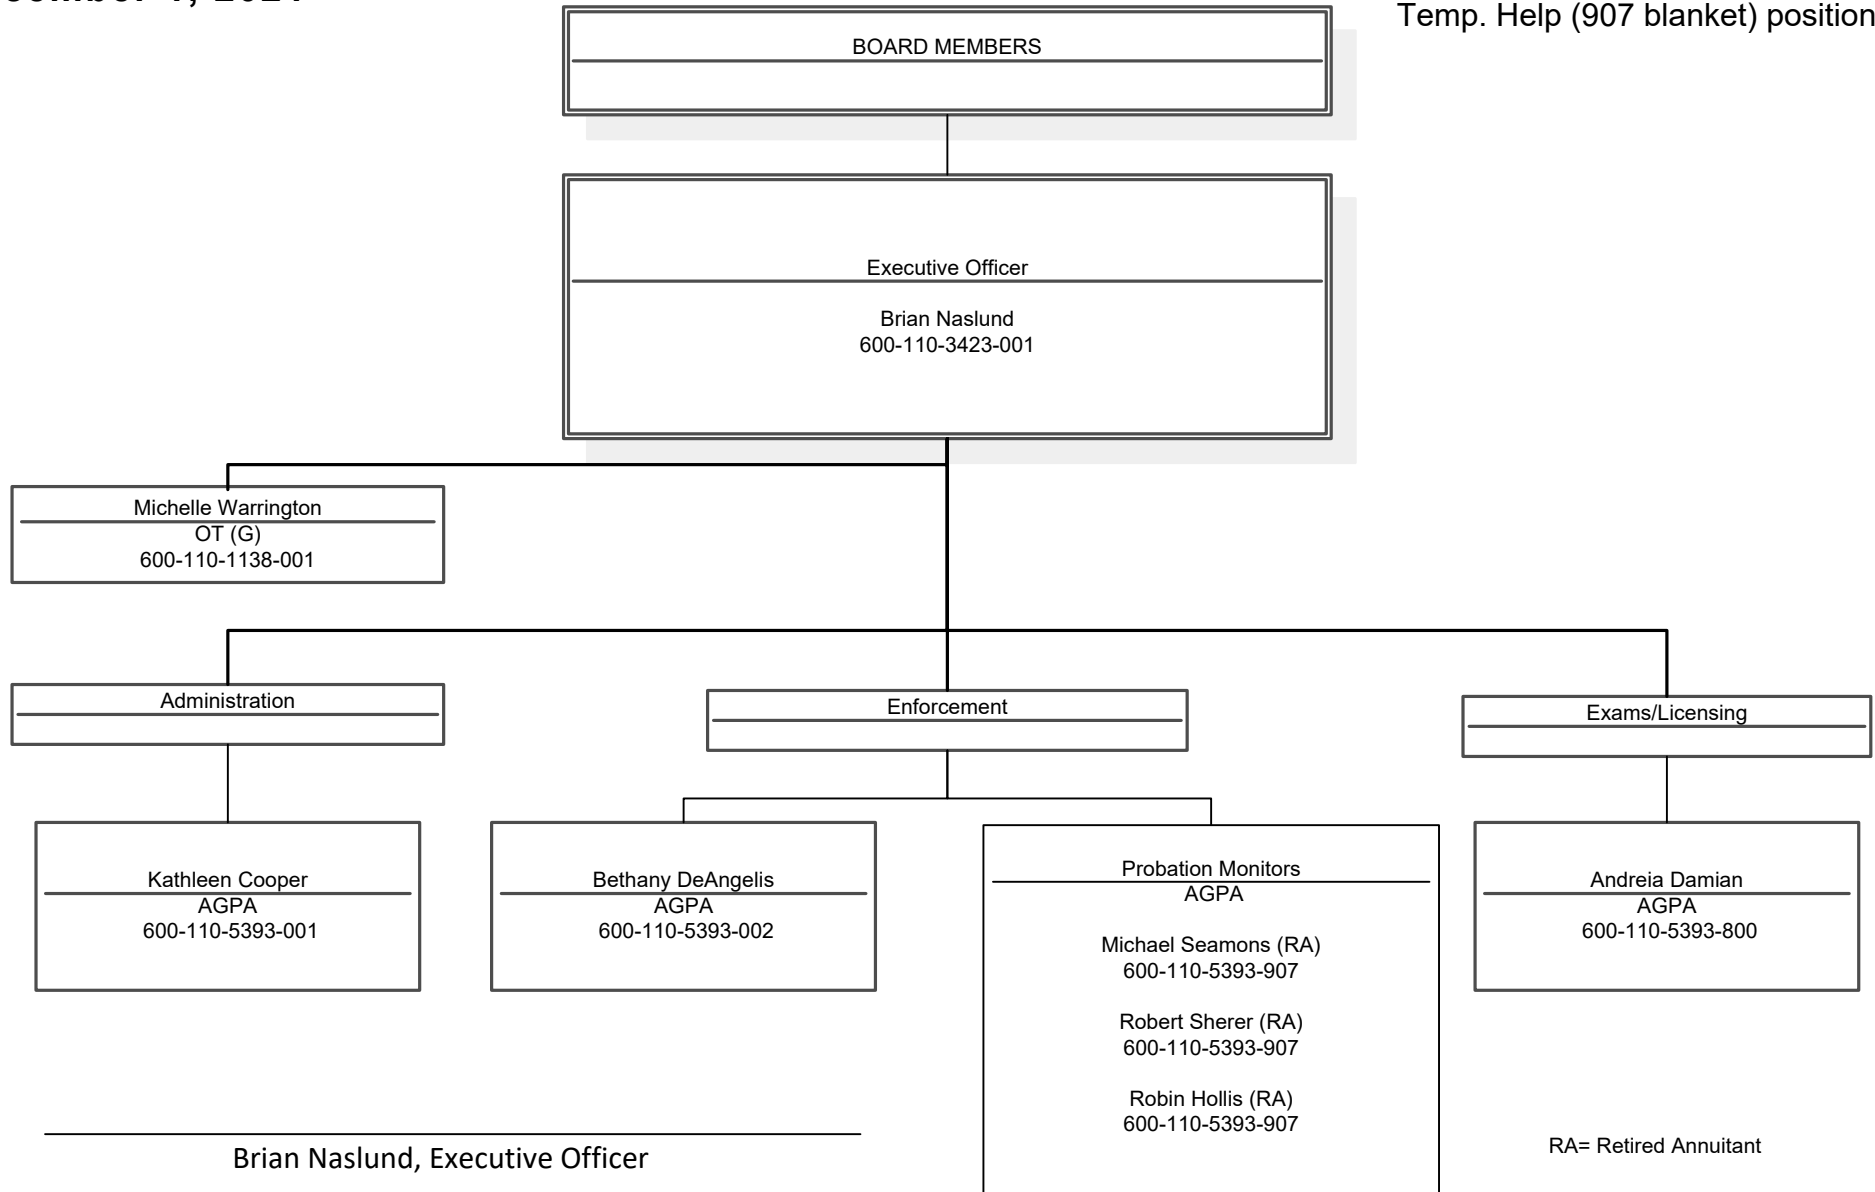 Temp. Help (907 blanket) position
BOARD MEMBERS
Executive Officer
Brian Naslund
600-110-3423-001
Michelle Warrington
OT (G)
600-110-1138-001
Administration
Enforcement
Exams/Licensing
Kathleen Cooper
AGPA
600-110-5393-001
Bethany DeAngelis
AGPA
600-110-5393-002
Probation Monitors
AGPA
Michael Seamons (RA)
600-110-5393-907
Robert Sherer (RA)
600-110-5393-907
Robin Hollis (RA)
600-110-5393-907
Andreia Damian
AGPA
600-110-5393-800
Brian Naslund, Executive Officer
RA= Retired Annuitant